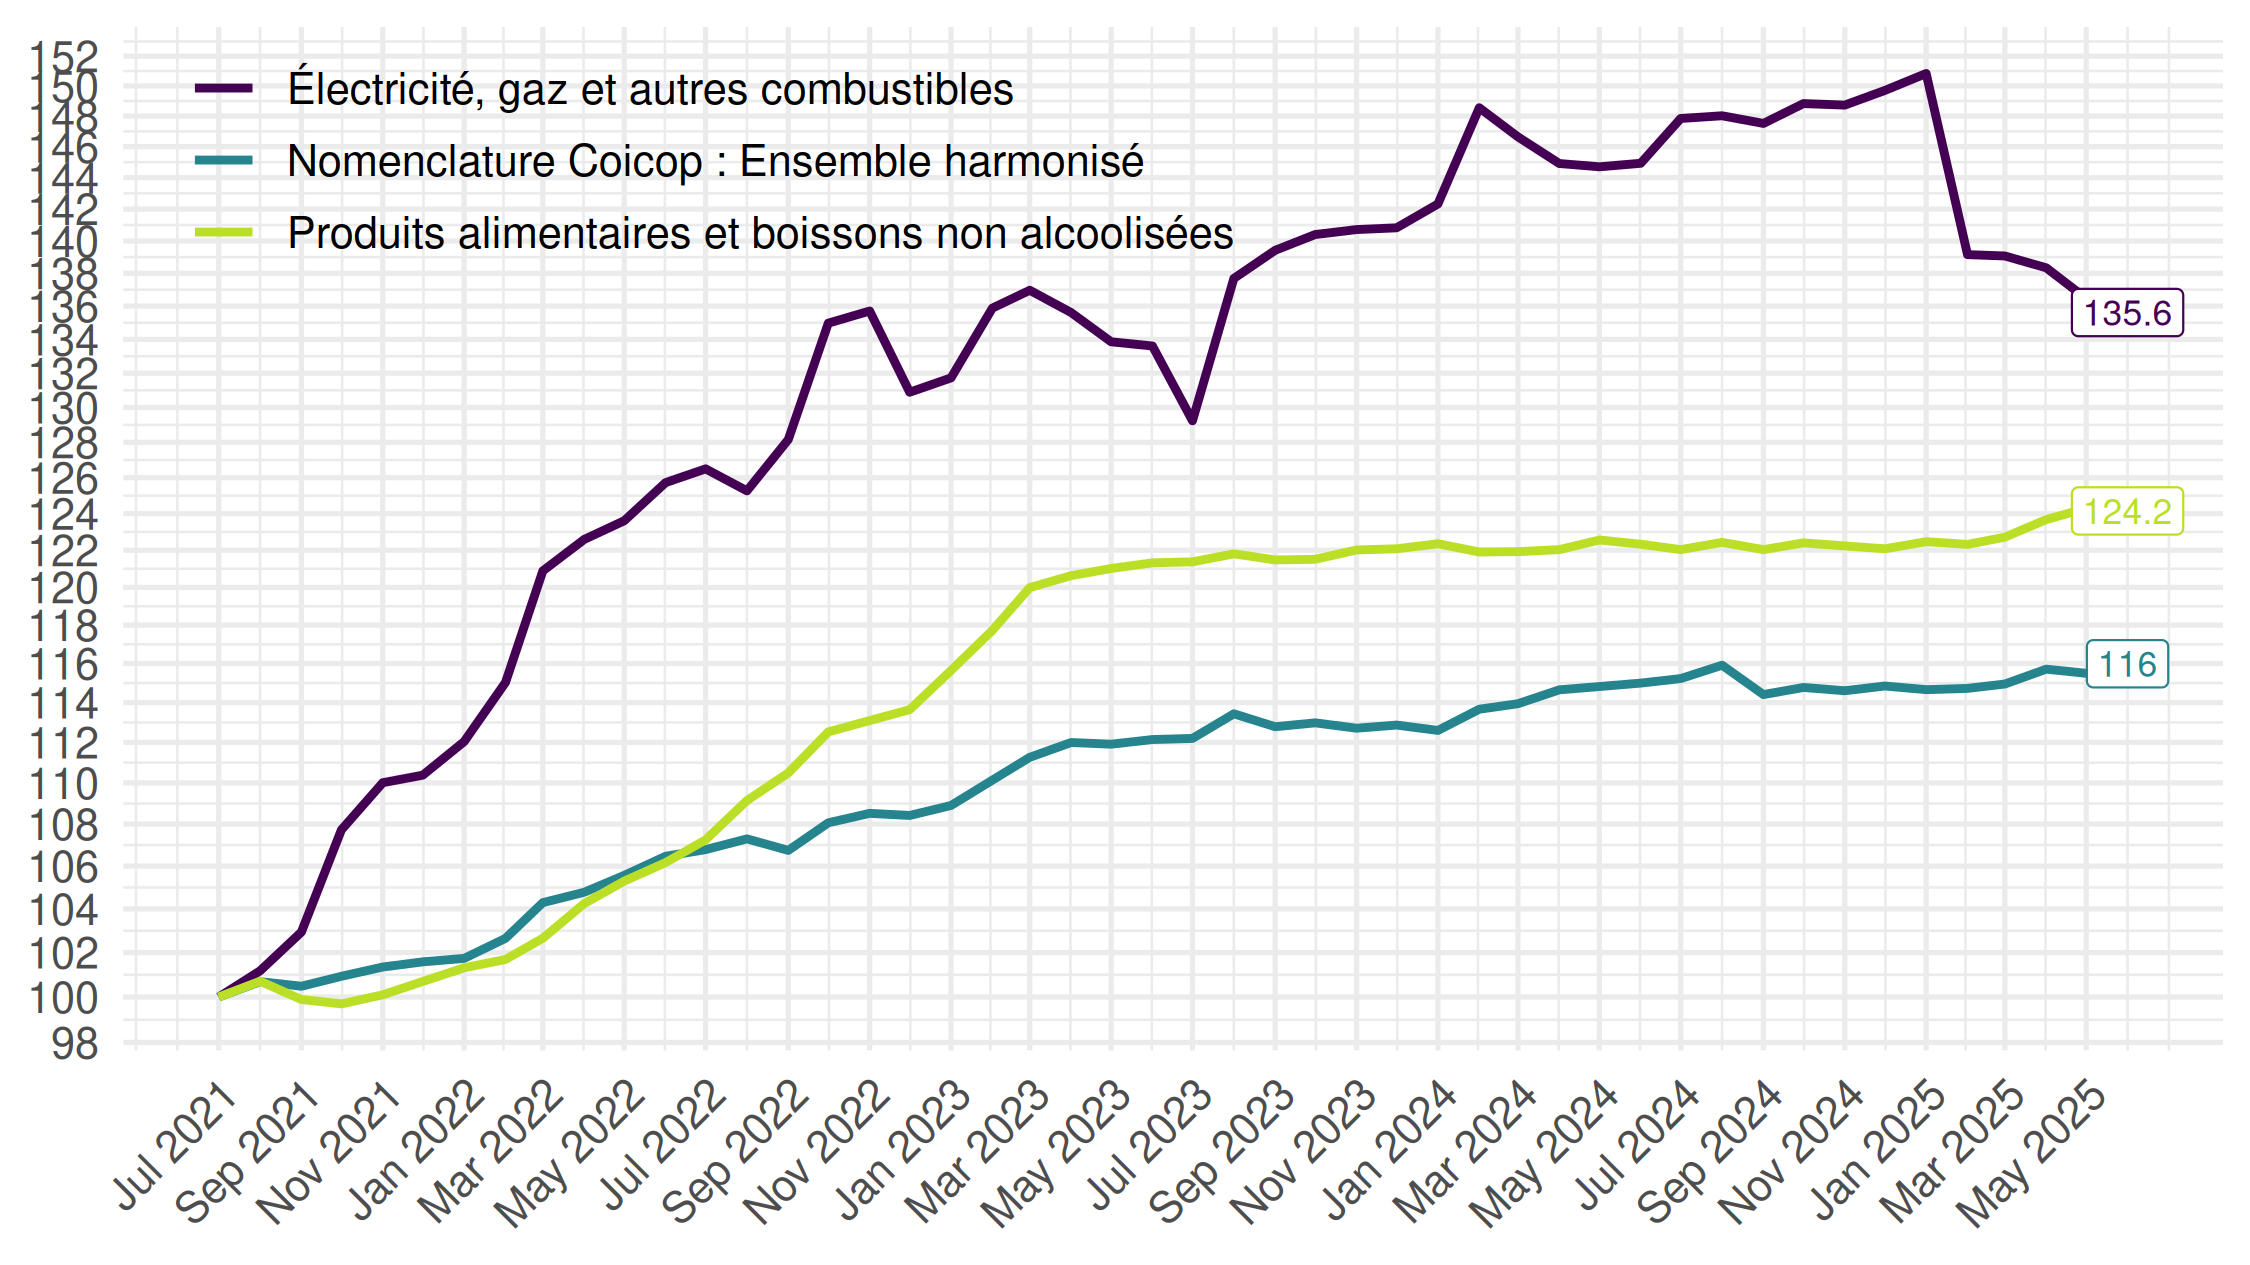 152
150
148
146
144
142
140
138
136
134
132
130
128
126
124
122
120
118
116
114
112
110
108
106
104
102
100
98
Électricité, gaz et autres combustibles
Nomenclature Coicop : Ensemble harmonisé
Produits alimentaires et boissons non alcoolisées
135.6
124.2
116
Jul 2021
Sep 2021
Nov 2021
Jan 2022
Mar 2022
May 2022
Jul 2022
Sep 2022
Nov 2022
Jan 2023
Mar 2023
May 2023
Jul 2023
Sep 2023
Nov 2023
Jan 2024
Mar 2024
May 2024
Jul 2024
Sep 2024
Nov 2024
Jan 2025
Mar 2025
May 2025